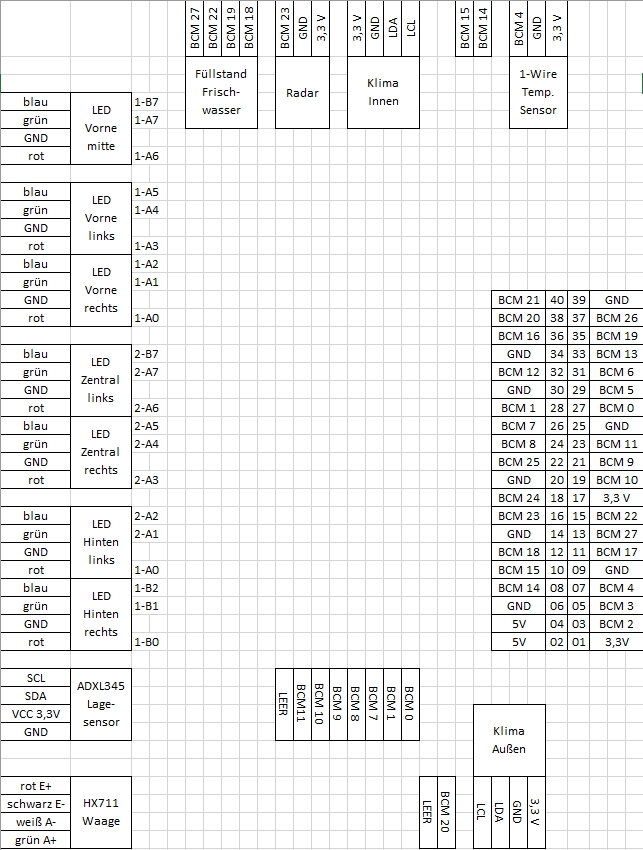 BCM 27 BCM 22 BCM 19 BCM 18
Füllstand
Frisch-
wasser
BCM 23 GND 3,3 V
Radar
3,3 V GND LDA LCL
Klima
Innen
BCM 15 BCM 14
BCM 4 GND 3,3 V
1-Wire
Temp.
Sensor
LED
Vorne
mitte
blau 1-B7
grün 1-A7
GND
rot 1-A6
LED
Vorne
links
blau 1-A5
grün 1-A4
GND
rot 1-A3
LED
Vorne
rechts
blau 1-A2
grün 1-A1
GND
rot 1-A0
LED
Zentral
links
blau 2-B7
grün 2-A7
GND
rot 2-A6
LED
Zentral
rechts
blau 2-A5
grün 2-A4
GND
rot 2-A3
LED
Hinten
links
blau 2-A2
grün 2-A1
GND
rot 1-A0
LED
Hinten
rechts
blau 1-B2
grün 1-B1
GND
rot 1-B0
BCM 21 40 39 GND
BCM 20 38 37 BCM 26
BCM 16 36 35 BCM 19
GND 34 33 BCM 13
BCM 12 32 31 BCM 6
GND 30 29 BCM 5
BCM 1 28 27 BCM 0
BCM 7 26 25 GND
BCM 8 24 23 BCM 11
BCM 25 22 21 BCM 9
GND 20 19 BCM 10
BCM 24 18 17 3,3 V
BCM 23 16 15 BCM 22
GND 14 13 BCM 27
BCM 18 12 11 BCM 17
BCM 15 10 09 GND
BCM 14 08 07 BCM 4
GND 06 05 BCM 3
5V 04 03 BCM 2
5V 02 01 3,3V
SCL
SDA
VCC 3,3V
GND
ADXL345
Lage-
sensor
LEER BCM11 BCM 10 BCM 9 BCM 8 BCM 7 BCM 1 BCM 0
Klima
Außen
LCL LDA GND 3,3 V
rot E+
schwarz E-
weiß A-
grün A+
HX711
Waage
LEER BCM 20